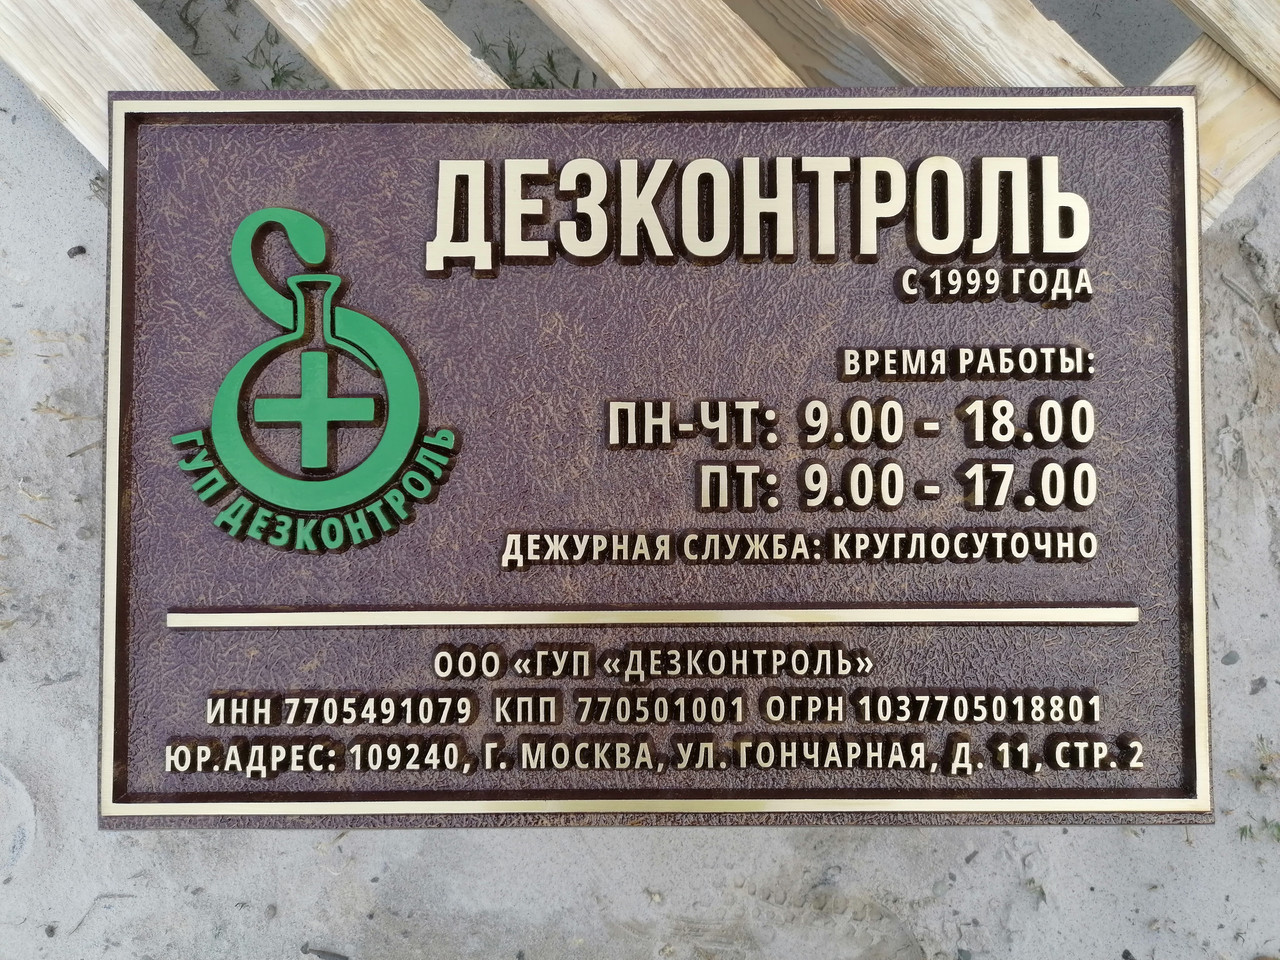 ДЕЗКОНТРОЛЬ
С 1999 ГОДА
ГУП ДЕЗКОНТРОЛЬ
ВРЕМЯ РАБОТЫ:
ПН-ЧТ: 9.00 - 18.00
ПТ: 9.00 - 17.00
ДЕЖУРНАЯ СЛУЖБА: КРУГЛОСУТОЧНО
ООО «ГУП «ДЕЗКОНТРОЛЬ»
ИНН 7705491079 КПП 770501001 ОГРН 1037705018801
ЮР.АДРЕС: 109240, Г. МОСКВА, УЛ. ГОНЧАРНАЯ, Д. 11, СТР. 2